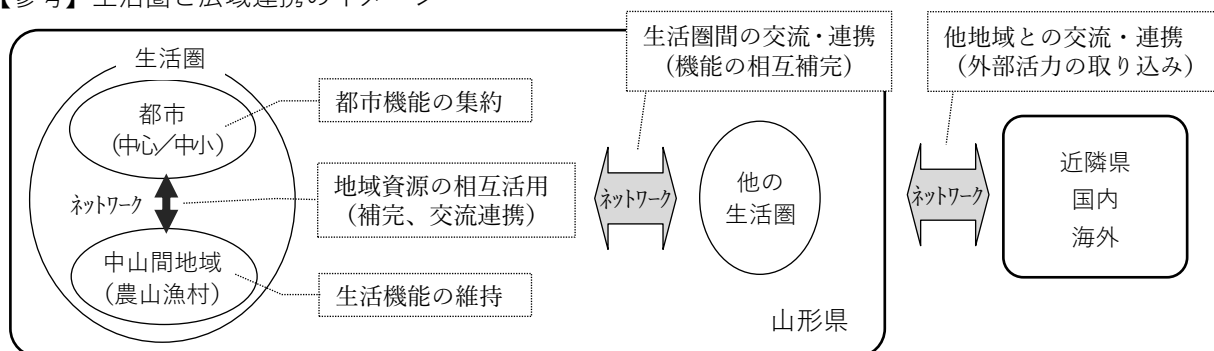 【参考】生活圏と広域連携のイメージ
生活圏
都市
(中心／中小)
ネットワーク
中山間地域
(農山漁村)
都市機能の集約
地域資源の相互活用
(補完、交流連携)
生活機能の維持
生活圏間の交流・連携
(機能の相互補完)
ネットワーク
他の
生活圏
山形県
他地域との交流・連携
(外部活力の取り込み)
ネットワーク
近隣県
国内
海外